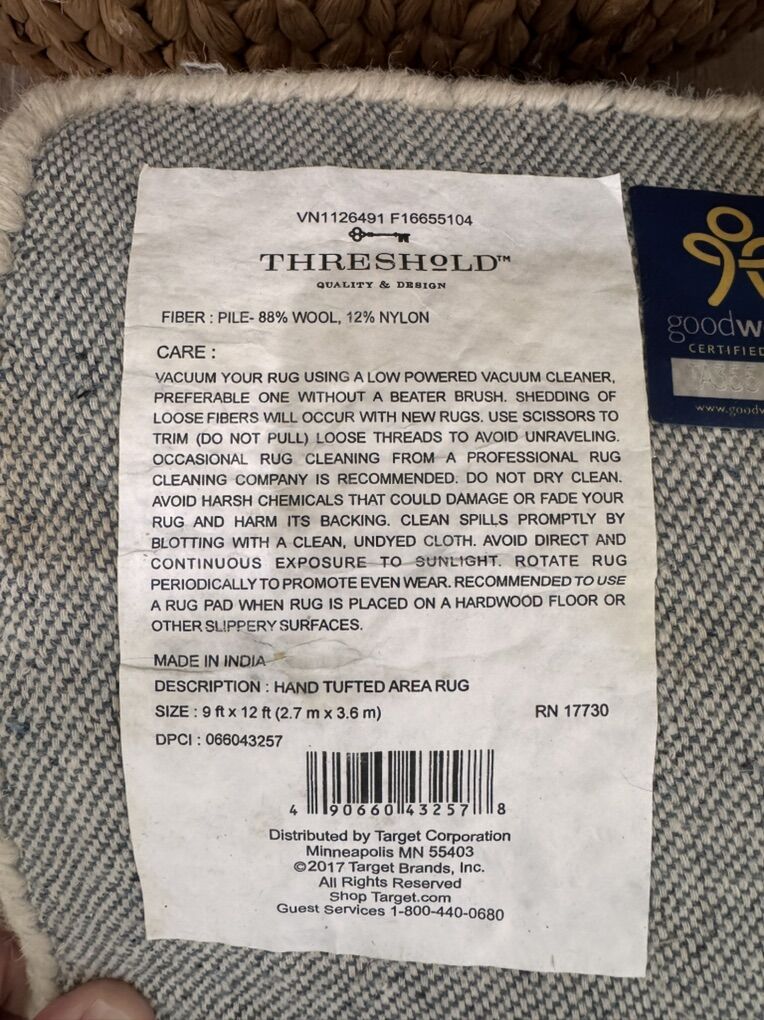 VN1126491 F16655104
THRESHOLD™
QUALITY & DESIGN
FIBER : PILE- 88% WOOL, 12% NYLON
CARE :
VACUUM YOUR RUG USING A LOW POWERED VACUUM CLEANER,
PREFERABLE ONE WITHOUT A BEATER BRUSH. SHEDDING OF
LOOSE FIBERS WILL OCCUR WITH NEW RUGS. USE SCISSORS TO
TRIM (DO NOT PULL) LOOSE THREADS TO AVOID UNRAVELING.
OCCASIONAL RUG CLEANING FROM A PROFESSIONAL RUG
CLEANING COMPANY IS RECOMMENDED. DO NOT DRY CLEAN.
AVOID HARSH CHEMICALS THAT COULD DAMAGE OR FADE YOUR
RUG AND HARM ITS BACKING. CLEAN SPILLS PROMPTLY BY
BLOTTING WITH A CLEAN, UNDYED CLOTH. AVOID DIRECT AND
CONTINUOUS EXPOSURE TO SUNLIGHT. ROTATE RUG
PERIODICALLY TO PROMOTE EVEN WEAR. RECOMMENDED TO USE
A RUG PAD WHEN RUG IS PLACED ON A HARDWOOD FLOOR OR
OTHER SLIPPERY SURFACES.
MADE IN INDIA
DESCRIPTION : HAND TUFTED AREA RUG
SIZE : 9 ft x 12 ft (2.7 m x 3.6 m) RN 17730
DPCI : 066043257
4 90660 43257 8
Distributed by Target Corporation
Minneapolis MN 55403
©2017 Target Brands, Inc.
All Rights Reserved
Shop Target.com
Guest Services 1-800-440-0680
goodw
CERTIFIED
www.goodw